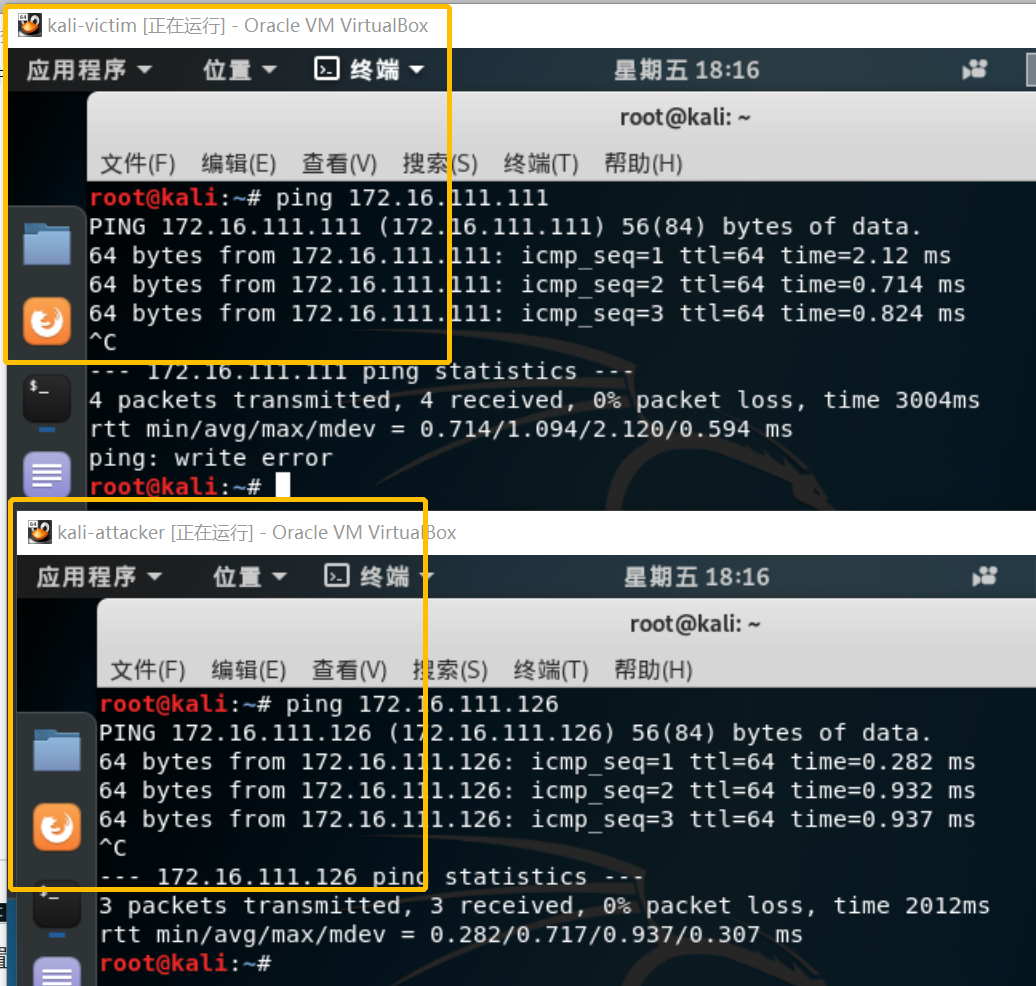 kali-victim [正在运行] - Oracle VM VirtualBox
应用程序 位置 终端 星期五 18:16
root@kali: ~
文件(F) 编辑(E) 查看(V) 搜索(S) 终端(T) 帮助(H)
root@kali:~# ping 172.16.111.111
PING 172.16.111.111 (172.16.111.111) 56(84) bytes of data.
64 bytes from 172.16.111.111: icmp_seq=1 ttl=64 time=2.12 ms
64 bytes from 172.16.111.111: icmp_seq=2 ttl=64 time=0.714 ms
64 bytes from 172.16.111.111: icmp_seq=3 ttl=64 time=0.824 ms
^C
--- 172.16.111.111 ping statistics ---
4 packets transmitted, 4 received, 0% packet loss, time 3004ms
rtt min/avg/max/mdev = 0.714/1.094/2.120/0.594 ms
ping: write error
root@kali:~#
kali-attacker [正在运行] - Oracle VM VirtualBox
应用程序 位置 终端 星期五 18:16
root@kali: ~
文件(F) 编辑(E) 查看(V) 搜索(S) 终端(T) 帮助(H)
root@kali:~# ping 172.16.111.126
PING 172.16.111.126 (172.16.111.126) 56(84) bytes of data.
64 bytes from 172.16.111.126: icmp_seq=1 ttl=64 time=0.282 ms
64 bytes from 172.16.111.126: icmp_seq=2 ttl=64 time=0.932 ms
64 bytes from 172.16.111.126: icmp_seq=3 ttl=64 time=0.937 ms
^C
--- 172.16.111.126 ping statistics ---
3 packets transmitted, 3 received, 0% packet loss, time 2012ms
rtt min/avg/max/mdev = 0.282/0.717/0.937/0.307 ms
root@kali:~#